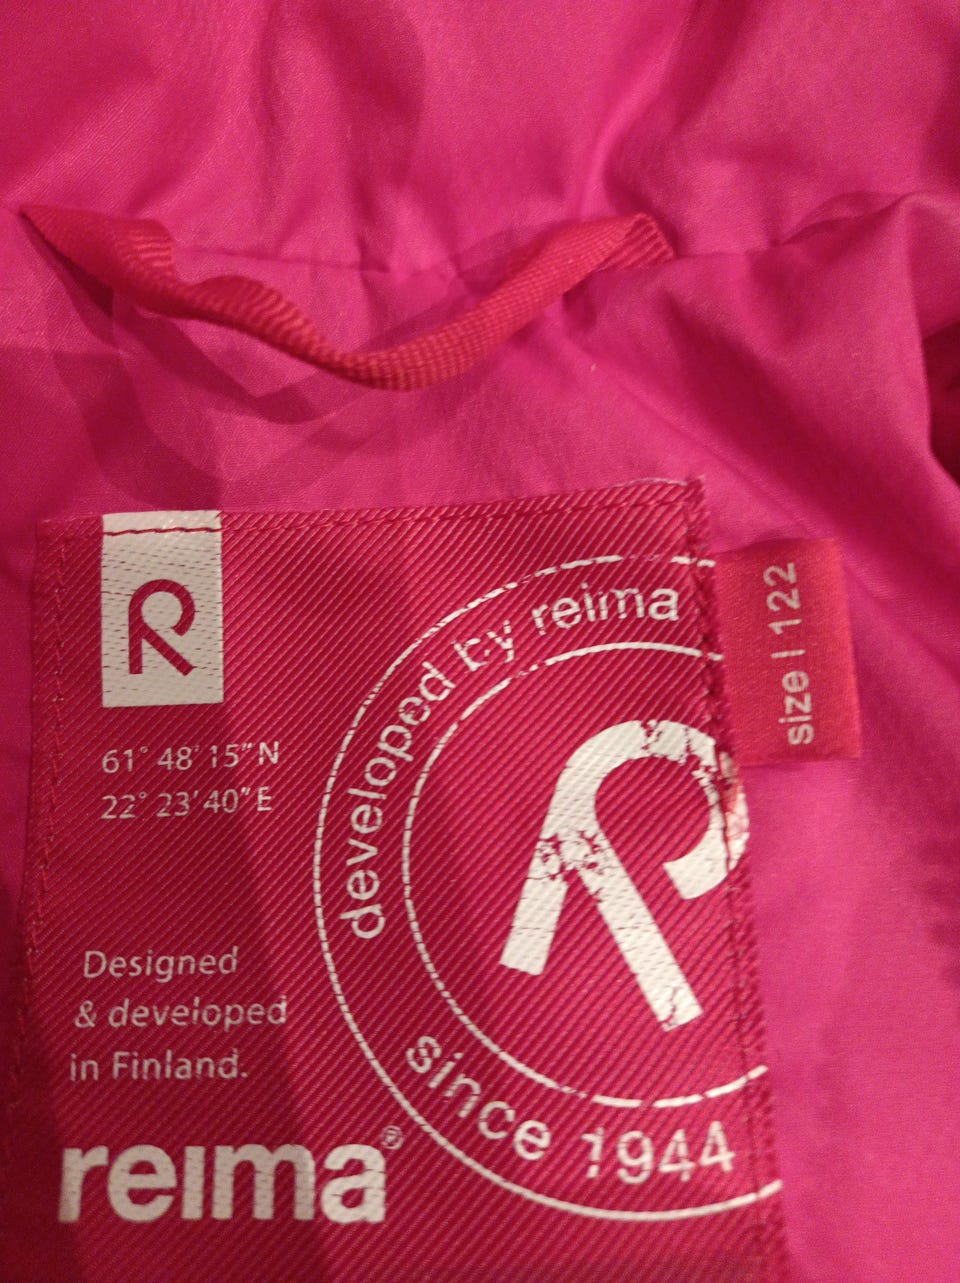 61° 48' 15" N
22° 23' 40" E
Designed
& developed
in Finland.
reima®
developed by reima
since 1944
size | 122